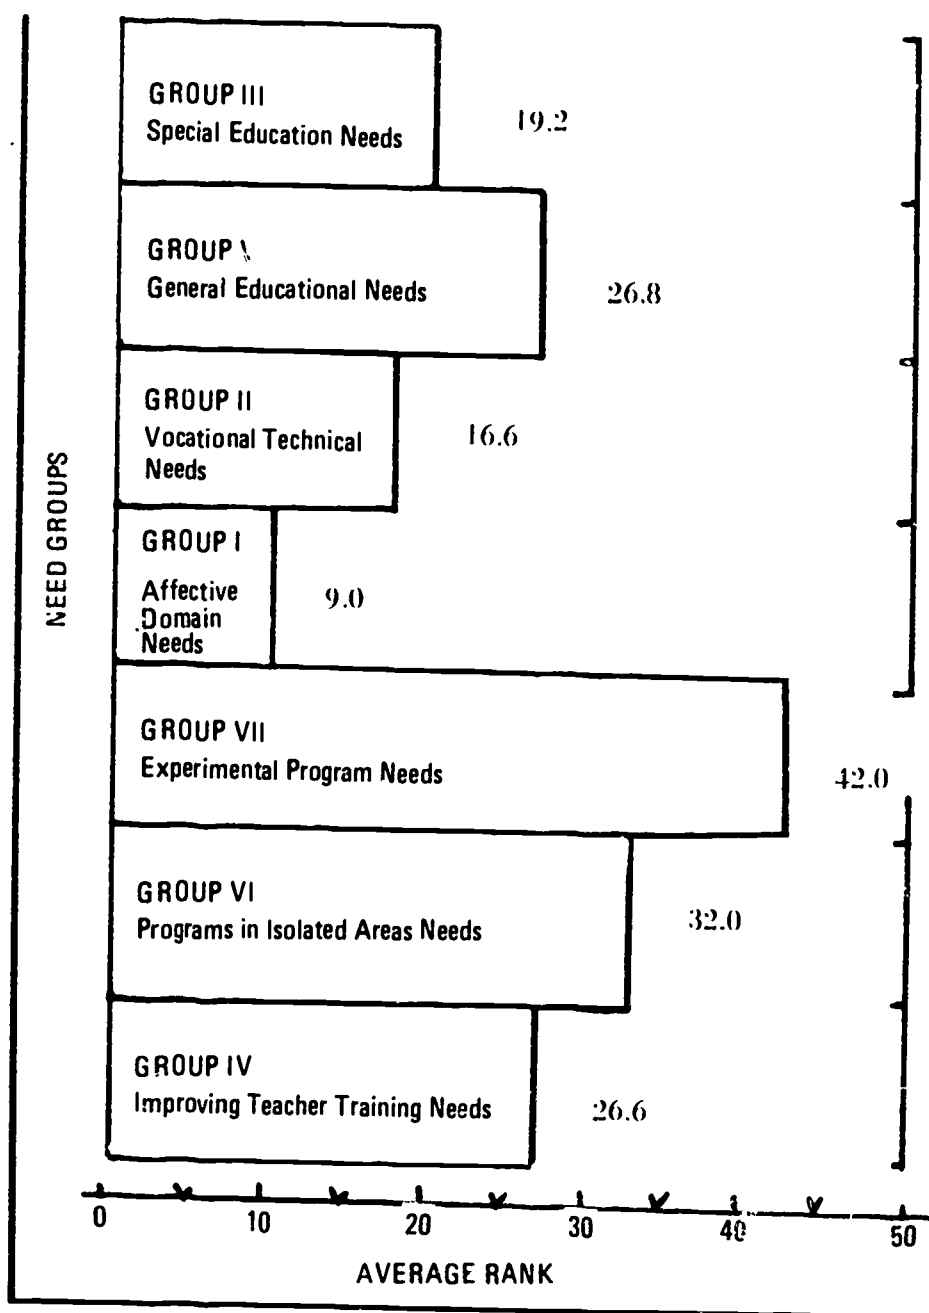 GROUP III
Special Education Needs
19.2
GROUP V
General Educational Needs
26.8
GROUP II
Vocational Technical
Needs
16.6
GROUP I
Affective
Domain
Needs
9.0
GROUP VII
Experimental Program Needs
42.0
GROUP VI
Programs in Isolated Areas Needs
32.0
GROUP IV
Improving Teacher Training Needs
26.6
NEED GROUPS
0 10 20 30 40 50
AVERAGE RANK